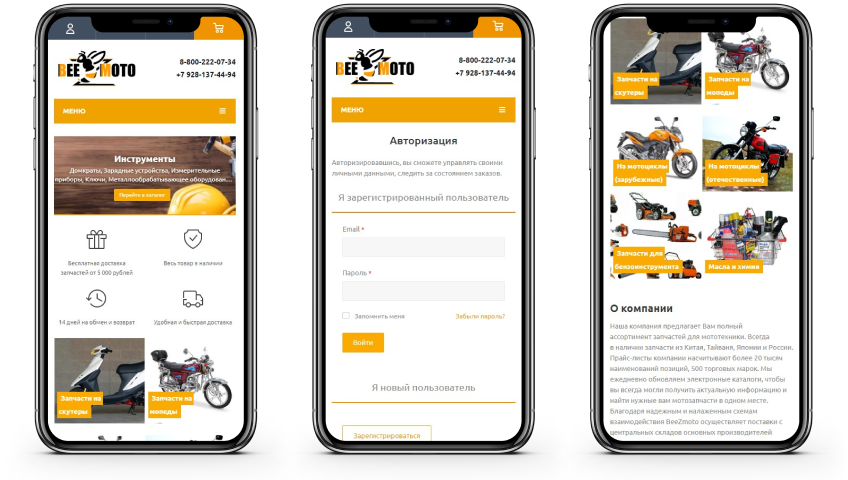 BEE MOTO
8-800-222-07-34
+7 928-137-44-94
МЕНЮ
Инструменты
Домкраты, Зарядные устройства, Измерительные
приборы, Ключи, Металлообрабатывающее оборудован...
Перейти в каталог
Бесплатная доставка
запчастей от 5 000 рублей
Весь товар в наличии
14 дней на обмен и возврат
Удобная и быстрая доставка
Запчасти на
скутеры
Запчасти на
мопеды
BEE MOTO
8-800-222-07-34
+7 928-137-44-94
МЕНЮ
Авторизация
Авторизировавшись, вы сможете управлять своими
личными данными, следить за состоянием заказов.
Я зарегистрированный пользователь
Email *
Пароль *
Запомнить меня
Забыли пароль?
Войти
Я новый пользователь
Зарегистрироваться
Запчасти на
скутеры
Запчасти на
мопеды
На мотоциклы
(зарубежные)
На мотоциклы
(отечественные)
Запчасти для
бензоинструмента
Масла и химия
О компании
Наша компания предлагает Вам полный
ассортимент запчастей для мототехники. Всегда
в наличии запчасти из Китая, Тайваня, Японии и России.
Прайс-листы компании насчитывают более 20 тысяч
наименований позиций, 500 торговых марок. Мы
ежедневно обновляем электронные каталоги, чтобы
вы всегда могли получить актуальную информацию и
найти нужные вам мотозапчасти в одном месте.
Благодаря надежным и налаженным схемам
взаимодействия BeeZmoto осуществляет поставки с
центральных складов основных производителей